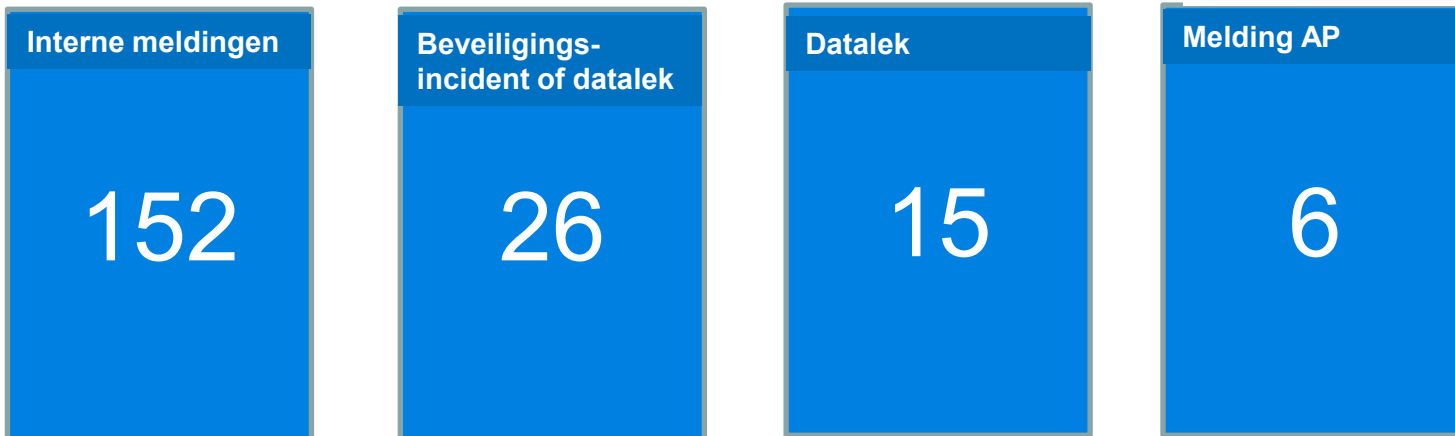 Interne meldingen
152
Beveiligings-
incident of datalek
26
Datalek
15
Melding AP
6